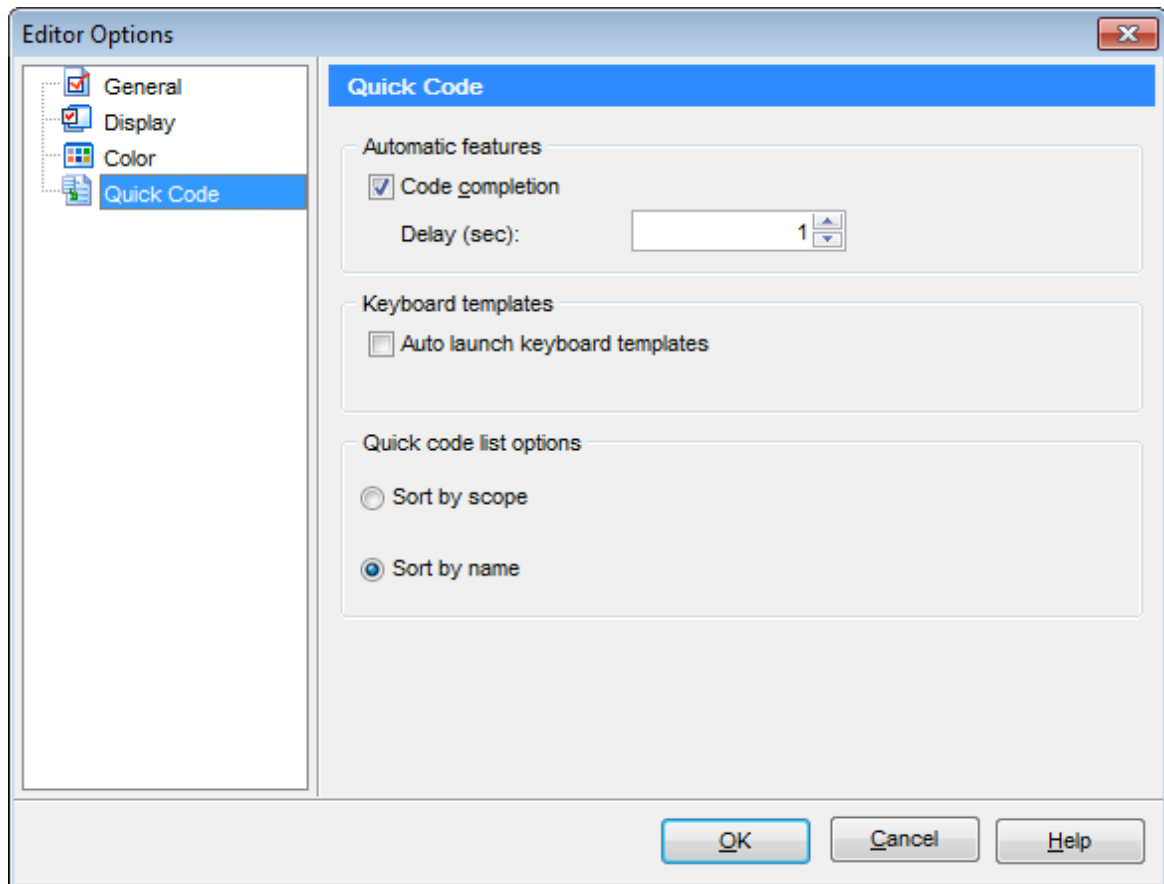 Editor Options
General
Display
Color
Quick Code
Quick Code
Automatic features
Code completion
Delay (sec): 1
Keyboard templates
Auto launch keyboard templates
Quick code list options
Sort by scope
Sort by name
OK Cancel Help